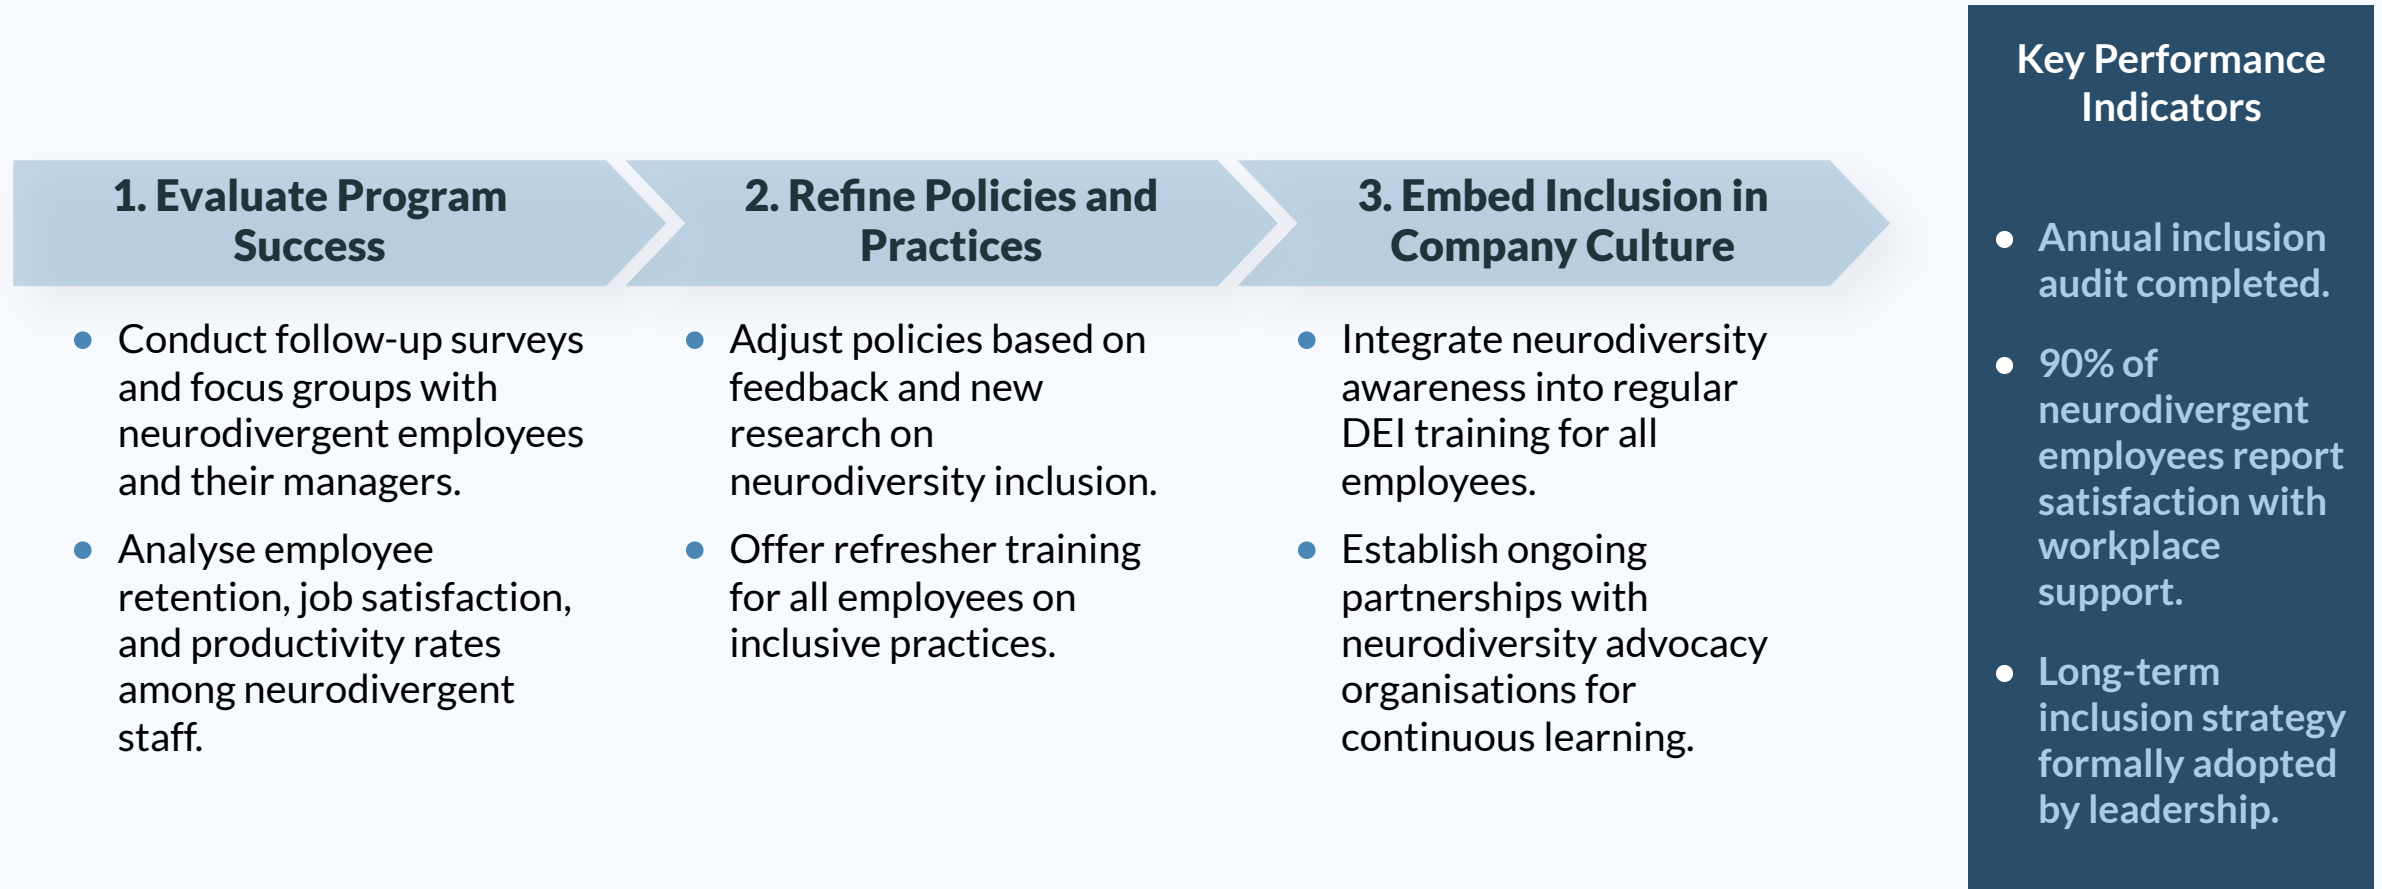 1. Evaluate Program
Success
Conduct follow-up surveys
and focus groups with
neurodivergent employees
and their managers.
Analyse employee
retention, job satisfaction,
and productivity rates
among neurodivergent
staff.
2. Refine Policies and
Practices
Adjust policies based on
feedback and new
research on
neurodiversity inclusion.
Offer refresher training
for all employees on
inclusive practices.
3. Embed Inclusion in
Company Culture
Integrate neurodiversity
awareness into regular
DEI training for all
employees.
Establish ongoing
partnerships with
neurodiversity advocacy
organisations for
continuous learning.
Key Performance
Indicators
Annual inclusion
audit completed.
90% of
neurodivergent
employees report
satisfaction with
workplace
support.
Long-term
inclusion strategy
formally adopted
by leadership.